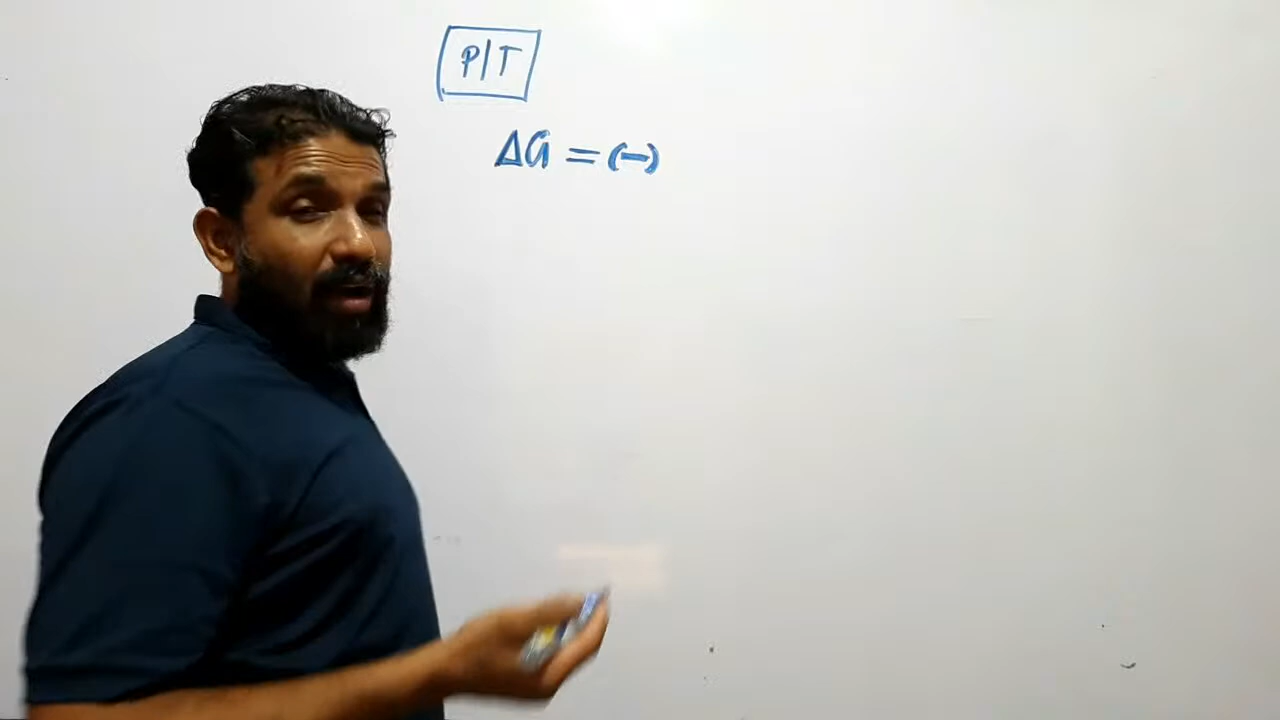 P/T
ΔG = (-)